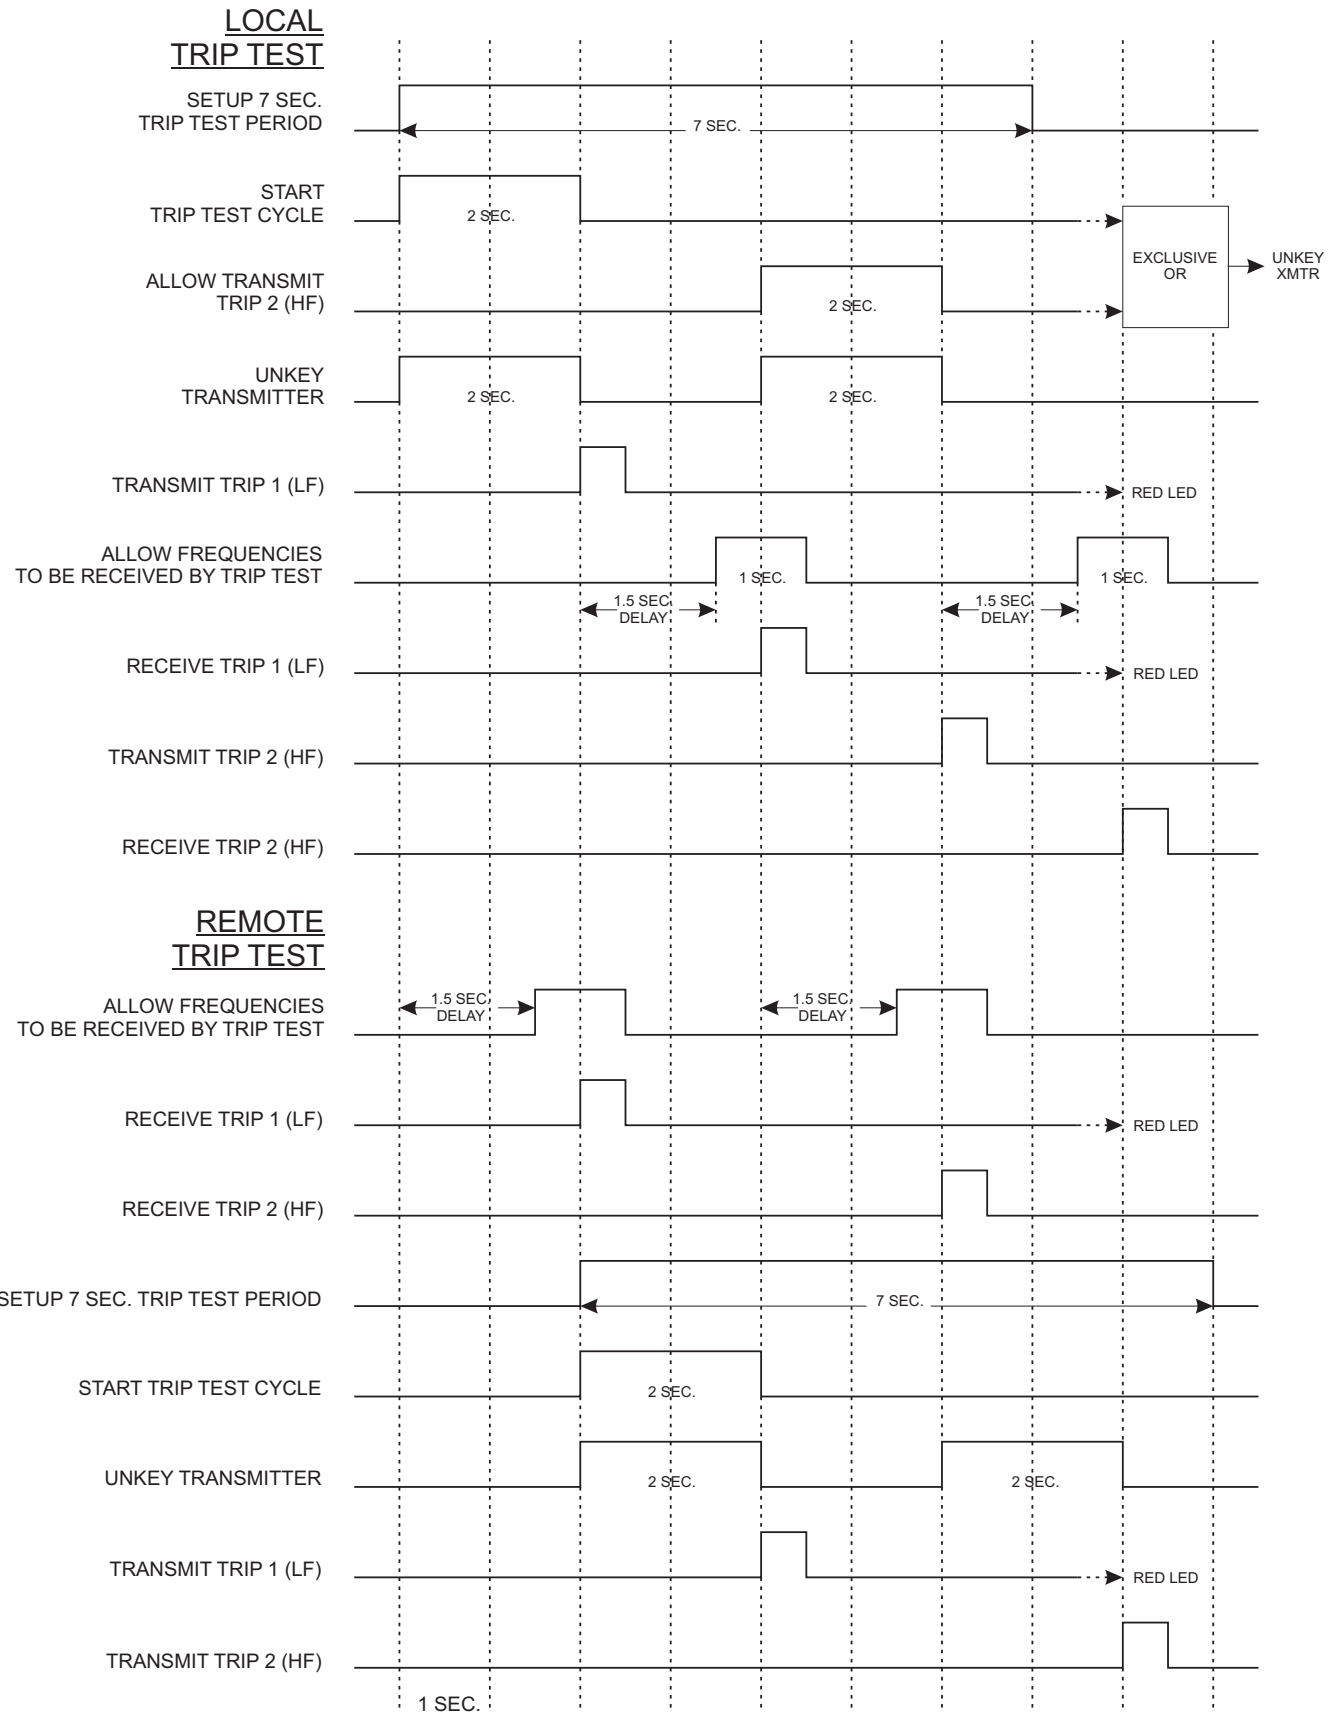 LOCAL
TRIP TEST
SETUP 7 SEC.
TRIP TEST PERIOD
7 SEC.
START
TRIP TEST CYCLE
2 SEC.
EXCLUSIVE
OR
UNKEY
XMTR
ALLOW TRANSMIT
TRIP 2 (HF)
2 SEC.
UNKEY
TRANSMITTER
2 SEC.
2 SEC.
TRANSMIT TRIP 1 (LF)
RED LED
ALLOW FREQUENCIES
TO BE RECEIVED BY TRIP TEST
1 SEC.
1 SEC.
1.5 SEC.
DELAY
1.5 SEC.
DELAY
RECEIVE TRIP 1 (LF)
RED LED
TRANSMIT TRIP 2 (HF)
RECEIVE TRIP 2 (HF)
REMOTE
TRIP TEST
ALLOW FREQUENCIES
TO BE RECEIVED BY TRIP TEST
1.5 SEC.
DELAY
1.5 SEC.
DELAY
RECEIVE TRIP 1 (LF)
RED LED
RECEIVE TRIP 2 (HF)
SETUP 7 SEC. TRIP TEST PERIOD
7 SEC.
START TRIP TEST CYCLE
2 SEC.
UNKEY TRANSMITTER
2 SEC.
2 SEC.
TRANSMIT TRIP 1 (LF)
RED LED
TRANSMIT TRIP 2 (HF)
1 SEC.